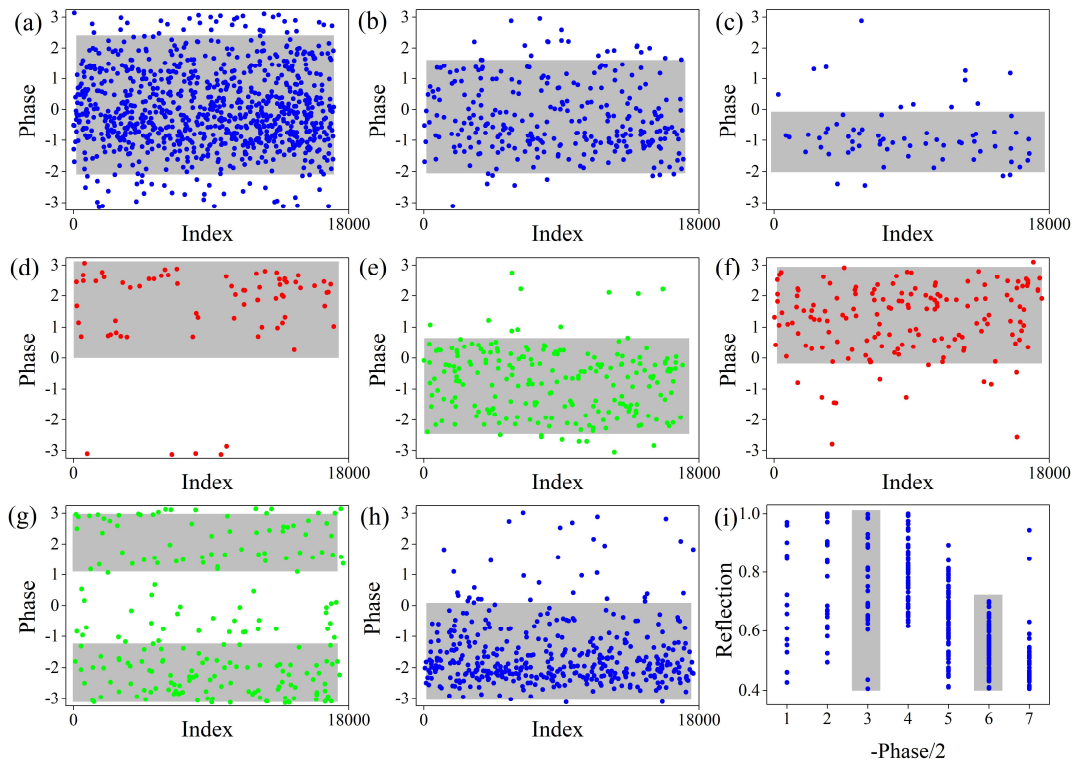 (a)
3
2
1
0
-1
-2
-3
Phase
0
18000
Index
(b)
3
2
1
0
-1
-2
-3
Phase
0
18000
Index
(c)
3
2
1
0
-1
-2
-3
Phase
0
18000
Index
(d)
3
2
1
0
-1
-2
-3
Phase
0
18000
Index
(e)
3
2
1
0
-1
-2
-3
Phase
0
18000
Index
(f)
3
2
1
0
-1
-2
-3
Phase
0
18000
Index
(g)
3
2
1
0
-1
-2
-3
Phase
0
18000
Index
(h)
3
2
1
0
-1
-2
-3
Phase
0
18000
Index
(i)
1.0
0.8
0.6
0.4
Reflection
1 2 3 4 5 6 7
-Phase/2